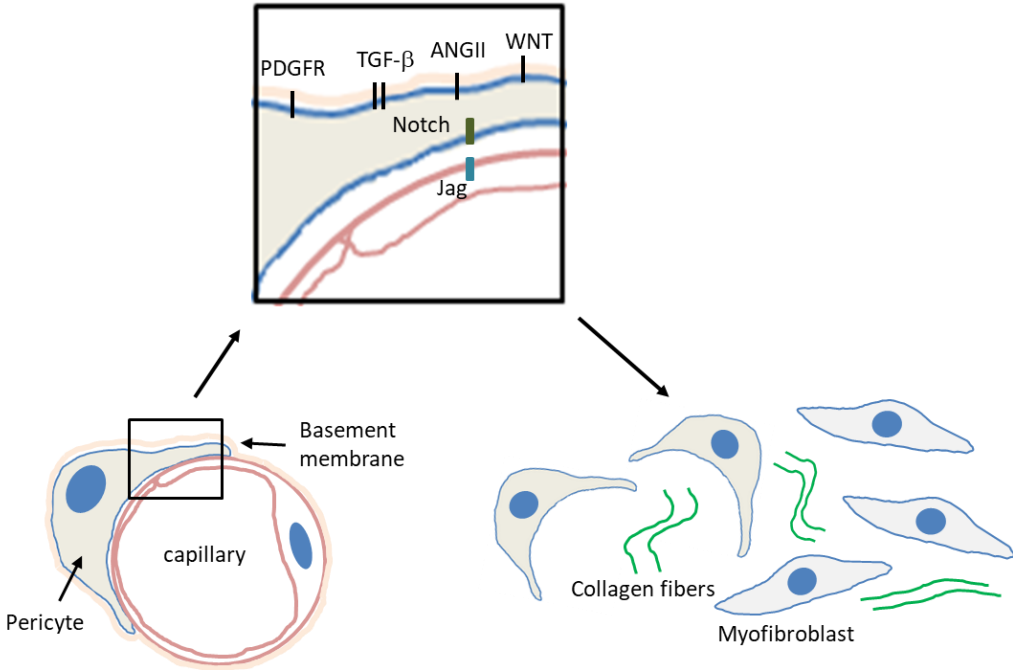 PDGFR
TGF-β
ANGII
WNT
Notch
Jag
Basement
membrane
capillary
Pericyte
Collagen fibers
Myofibroblast